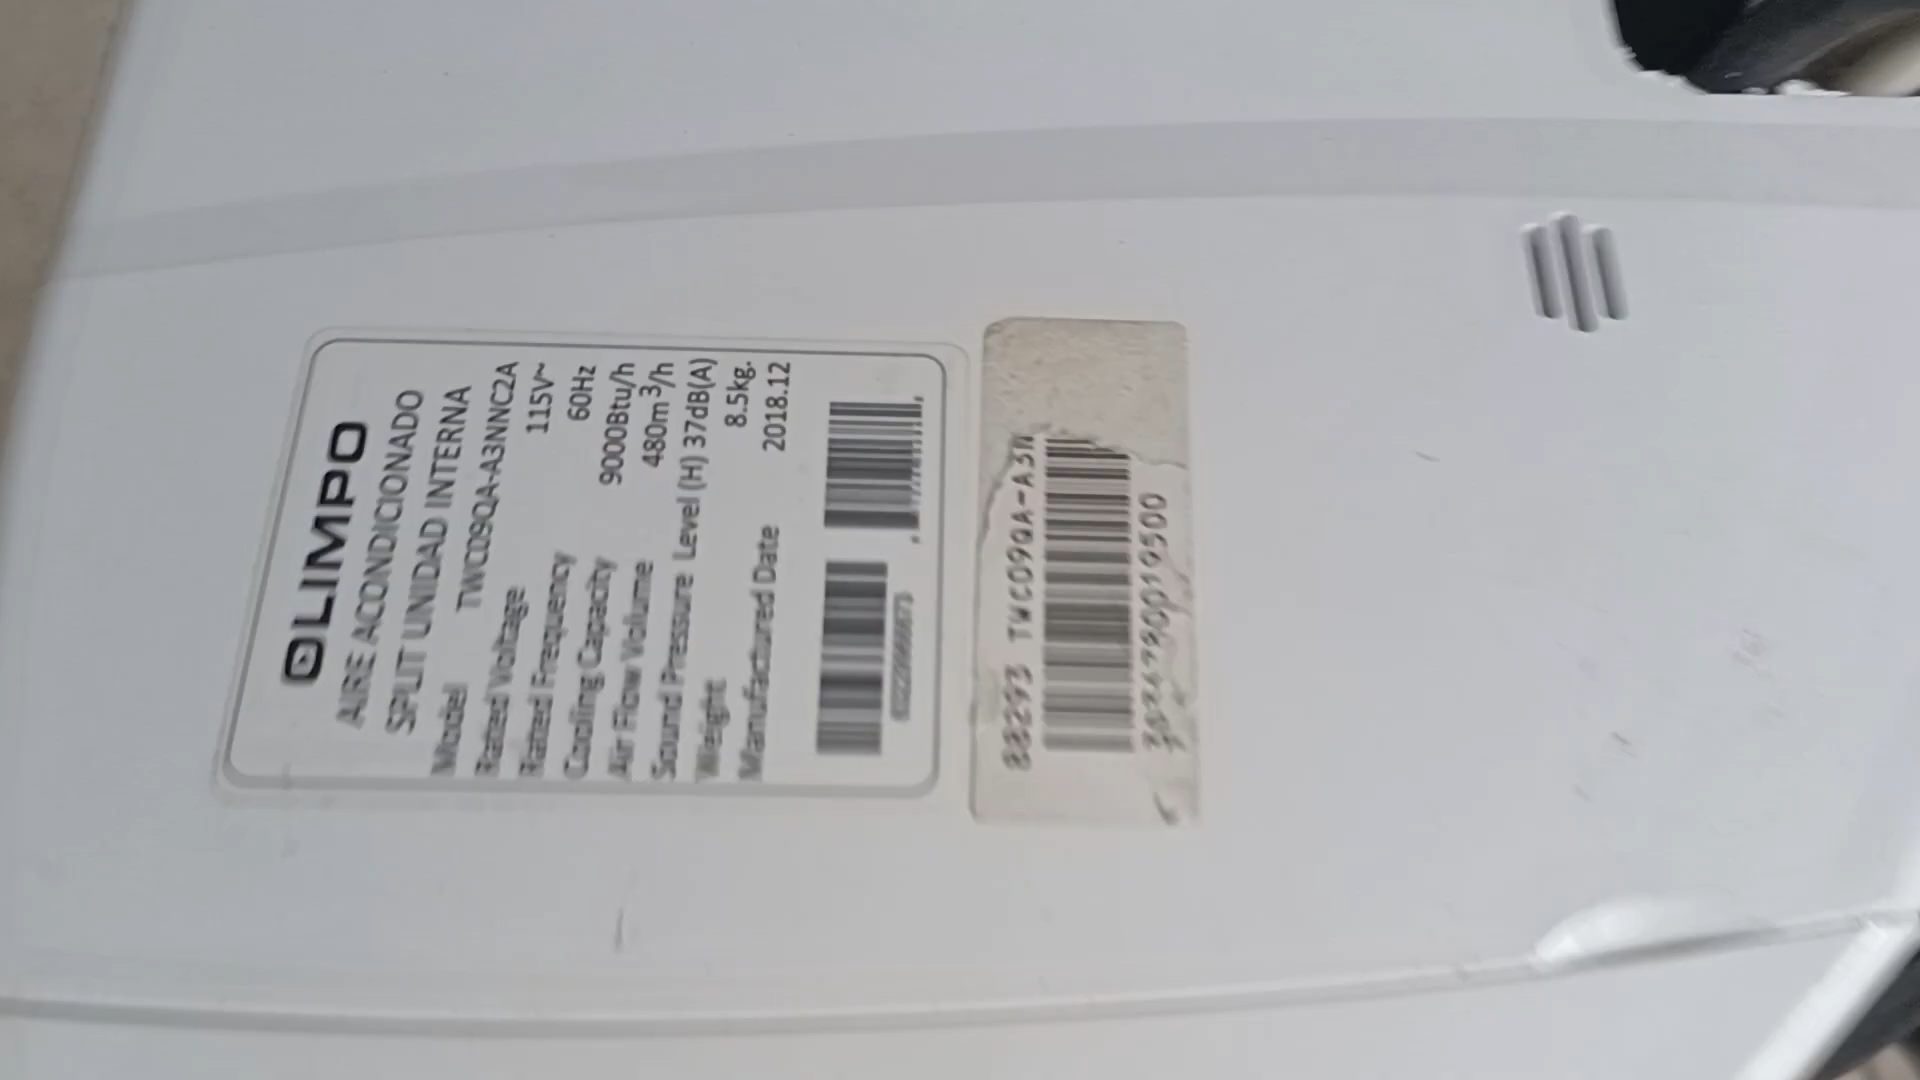 OLIMPO
AIRE ACONDICIONADO
SPLIT UNIDAD INTERNA
Model TWC09QA-A3NNC2A
Rated Voltage 115V~
Rated Frequency 60Hz
Cooling Capacity 9000Btu/h
Air Flow Volume 480m³/h
Sound Pressure Level (H) 37dB(A)
Weight 8.5kg.
Manufactured Date 2018.12
TWC09QA-A3N